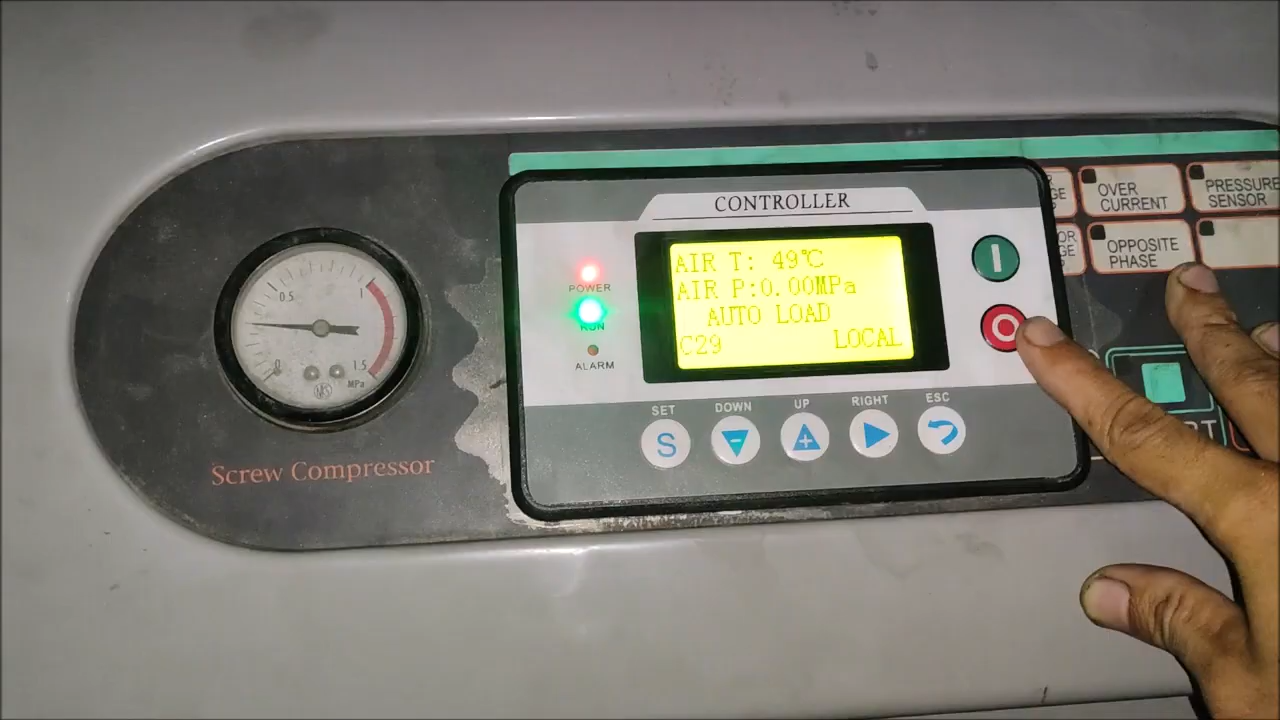 0.5
1
0
1.5
MPa
Screw Compressor
CONTROLLER
POWER
RUN
ALARM
AIR T: 49℃
AIR P:0.00MPa
AUTO LOAD
C29 LOCAL
SET DOWN UP RIGHT ESC
S
OVER
CURRENT
PRESSURE
SENSOR
OPPOSITE
PHASE